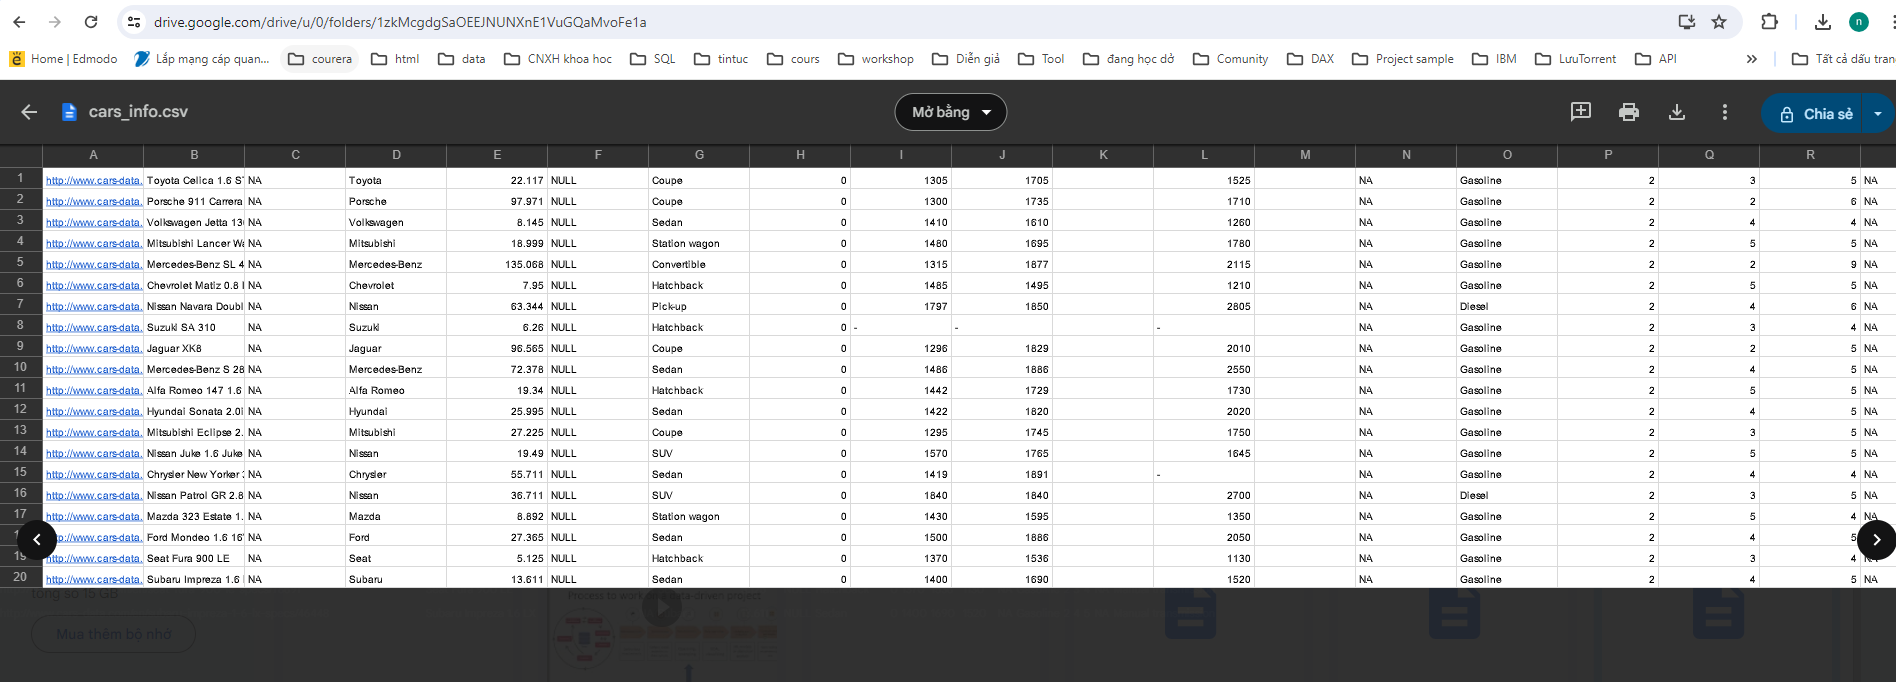 drive.google.com/drive/u/0/folders/1zkMcgdgSaOEEJNUNXnE1VuGQaMvoFe1a
n
Home | Edmodo Lắp mạng cáp quan... courera html data CNXH khoa hoc SQL tintuc cours workshop Diễn giả Tool đang học dở Comunity DAX Project sample IBM LưuTorrent API » Tất cả dấu tran
cars_info.csv Mở bằng Chia sẻ
A B C D E F G H I J K L M N O P Q R
1 http://www.cars-data. Toyota Celica 1.6 S NA Toyota 22.117 NULL Coupe 0 1305 1705 1525 NA Gasoline 2 3 5 NA
2 http://www.cars-data. Porsche 911 Carrera NA Porsche 97.971 NULL Coupe 0 1300 1735 1710 NA Gasoline 2 2 6 NA
3 http://www.cars-data. Volkswagen Jetta 13 NA Volkswagen 8.145 NULL Sedan 0 1410 1610 1260 NA Gasoline 2 4 4 NA
4 http://www.cars-data. Mitsubishi Lancer Wa NA Mitsubishi 18.999 NULL Station wagon 0 1480 1695 1780 NA Gasoline 2 5 5 NA
5 http://www.cars-data. Mercedes-Benz SL 4 NA Mercedes-Benz 135.068 NULL Convertible 0 1315 1877 2115 NA Gasoline 2 2 9 NA
6 http://www.cars-data. Chevrolet Matiz 0.8 NA Chevrolet 7.95 NULL Hatchback 0 1485 1495 1210 NA Gasoline 2 5 5 NA
7 http://www.cars-data. Nissan Navara Doubl NA Nissan 63.344 NULL Pick-up 0 1797 1850 2805 NA Diesel 2 4 6 NA
8 http://www.cars-data. Suzuki SA 310 NA Suzuki 6.26 NULL Hatchback 0 - - - NA Gasoline 2 3 4 NA
9 http://www.cars-data. Jaguar XK8 NA Jaguar 96.565 NULL Coupe 0 1296 1829 2010 NA Gasoline 2 2 5 NA
10 http://www.cars-data. Mercedes-Benz S 28 NA Mercedes-Benz 72.378 NULL Sedan 0 1486 1886 2550 NA Gasoline 2 4 5 NA
11 http://www.cars-data. Alfa Romeo 147 1.6 NA Alfa Romeo 19.34 NULL Hatchback 0 1442 1729 1730 NA Gasoline 2 5 5 NA
12 http://www.cars-data. Hyundai Sonata 2.0i NA Hyundai 25.995 NULL Sedan 0 1422 1820 2020 NA Gasoline 2 4 5 NA
13 http://www.cars-data. Mitsubishi Eclipse 2. NA Mitsubishi 27.225 NULL Coupe 0 1295 1745 1750 NA Gasoline 2 3 5 NA
14 http://www.cars-data. Nissan Juke 1.6 Juke NA Nissan 19.49 NULL SUV 0 1570 1765 1645 NA Gasoline 2 5 5 NA
15 http://www.cars-data. Chrysler New Yorker NA Chrysler 55.711 NULL Sedan 0 1419 1891 - NA Gasoline 2 4 4 NA
16 http://www.cars-data. Nissan Patrol GR 2.8 NA Nissan 36.711 NULL SUV 0 1840 1840 2700 NA Diesel 2 3 5 NA
17 http://www.cars-data. Mazda 323 Estate 1. NA Mazda 8.892 NULL Station wagon 0 1430 1595 1350 NA Gasoline 2 5 4 NA
http://www.cars-data. Ford Mondeo 1.6 16 NA Ford 27.365 NULL Sedan 0 1500 1886 2050 NA Gasoline 2 4 5
19 http://www.cars-data. Seat Fura 900 LE NA Seat 5.125 NULL Hatchback 0 1370 1536 1130 NA Gasoline 2 3 4
20 http://www.cars-data. Subaru Impreza 1.6 NA Subaru 13.611 NULL Sedan 0 1400 1690 1520 NA Gasoline 2 4 5 NA
tổng số 15 GB
Process to work on a data-driven project
Mua thêm bộ nhớ